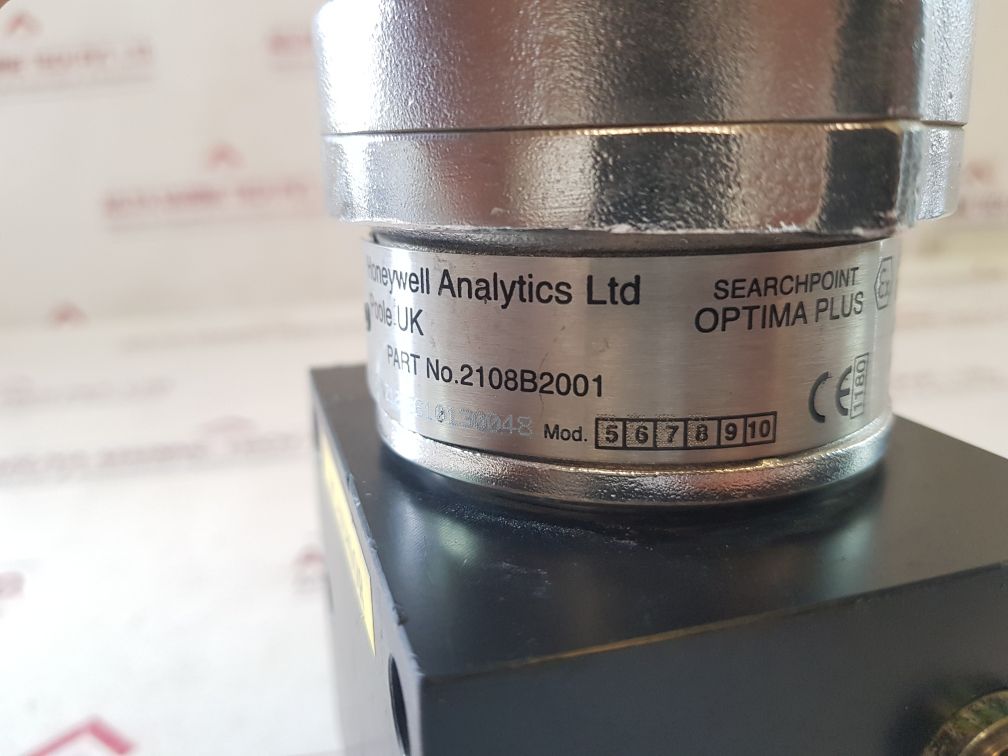 Honeywell Analytics Ltd
Poole.UK
PART No.2108B2001
Mod. 5 6 7 8 9 10
SEARCHPOINT
OPTIMA PLUS
Ex
CE 1180